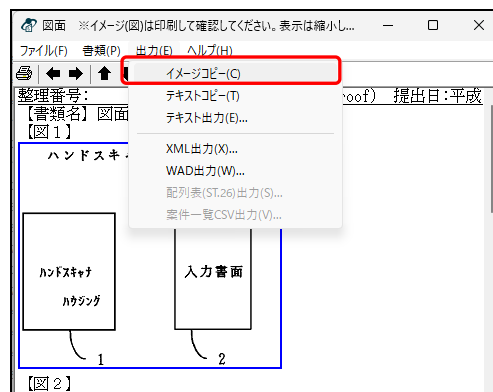 図面 ※イメージ(図)は印刷して確認してください。表示は縮小し...
ファイル(F) 書類(P) 出力(E) ヘルプ(H)
イメージコピー(C)
テキストコピー(T)
テキスト出力(E)...
XML出力(X)...
WAD出力(W)...
配列表(ST.26)出力(S)...
案件一覧CSV出力(V)...
整理番号: roof) 提出日:平成
【書類名】図面
【図1】
ハンドスキャ
ハンドスキャナ
ハウジング
入力書面
1 2
【図2】